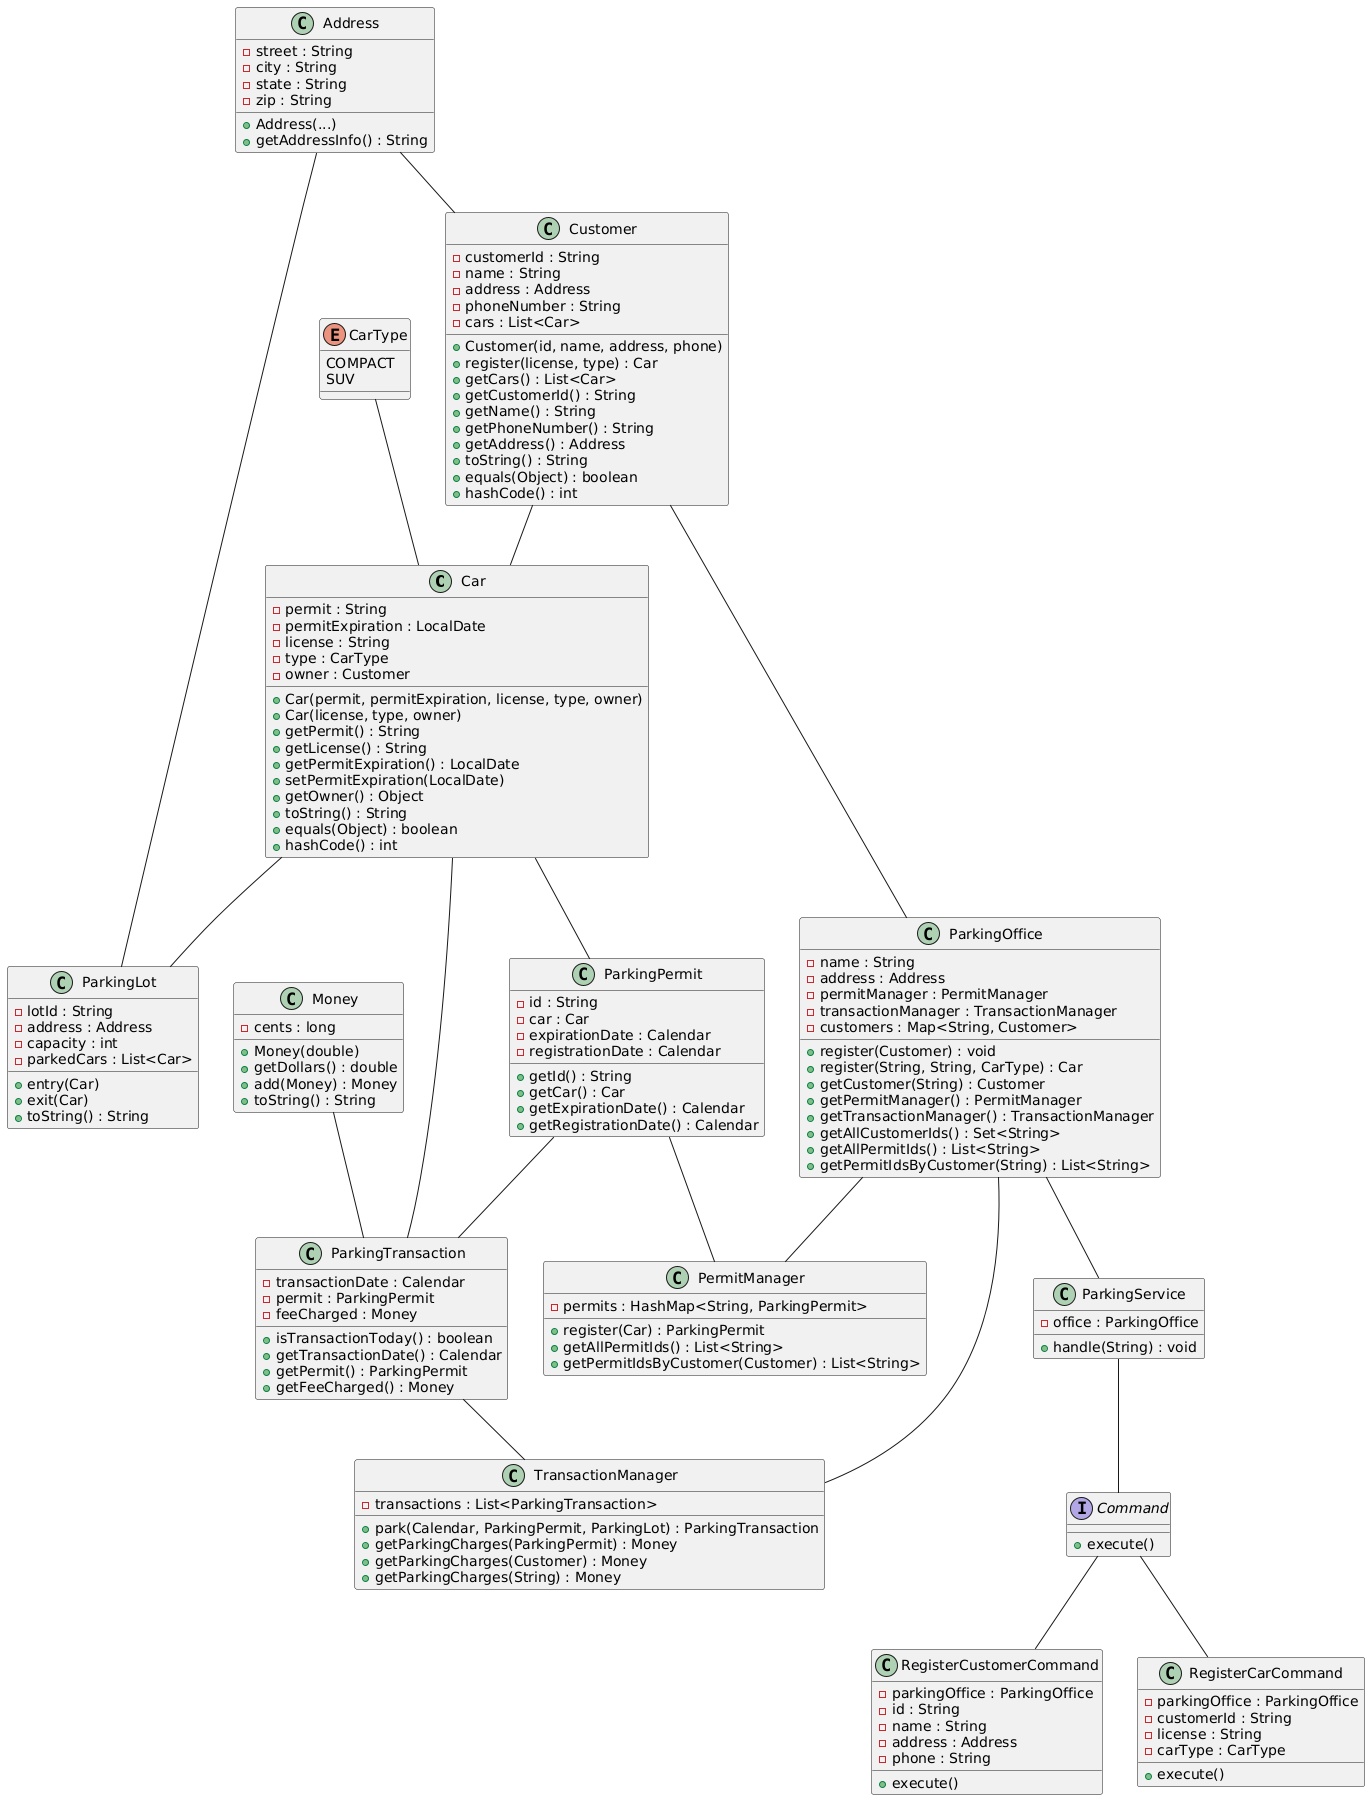 C Address
street : String
city : String
state : String
zip : String
Address(...)
getAddressInfo() : String
C Customer
customerId : String
name : String
address : Address
phoneNumber : String
cars : List<Car>
Customer(id, name, address, phone)
register(license, type) : Car
getCars() : List<Car>
getCustomerId() : String
getName() : String
getPhoneNumber() : String
getAddress() : Address
toString() : String
equals(Object) : boolean
hashCode() : int
E CarType
COMPACT
SUV
C Car
permit : String
permitExpiration : LocalDate
license : String
type : CarType
owner : Customer
Car(permit, permitExpiration, license, type, owner)
Car(license, type, owner)
getPermit() : String
getLicense() : String
getPermitExpiration() : LocalDate
setPermitExpiration(LocalDate)
getOwner() : Object
toString() : String
equals(Object) : boolean
hashCode() : int
C ParkingLot
lotId : String
address : Address
capacity : int
parkedCars : List<Car>
entry(Car)
exit(Car)
toString() : String
C Money
cents : long
Money(double)
getDollars() : double
add(Money) : Money
toString() : String
C ParkingPermit
id : String
car : Car
expirationDate : Calendar
registrationDate : Calendar
getId() : String
getCar() : Car
getExpirationDate() : Calendar
getRegistrationDate() : Calendar
C ParkingOffice
name : String
address : Address
permitManager : PermitManager
transactionManager : TransactionManager
customers : Map<String, Customer>
register(Customer) : void
register(String, String, CarType) : Car
getCustomer(String) : Customer
getPermitManager() : PermitManager
getTransactionManager() : TransactionManager
getAllCustomerIds() : Set<String>
getAllPermitIds() : List<String>
getPermitIdsByCustomer(String) : List<String>
C ParkingTransaction
transactionDate : Calendar
permit : ParkingPermit
feeCharged : Money
isTransactionToday() : boolean
getTransactionDate() : Calendar
getPermit() : ParkingPermit
getFeeCharged() : Money
C PermitManager
permits : HashMap<String, ParkingPermit>
register(Car) : ParkingPermit
getAllPermitIds() : List<String>
getPermitIdsByCustomer(Customer) : List<String>
C ParkingService
office : ParkingOffice
handle(String) : void
C TransactionManager
transactions : List<ParkingTransaction>
park(Calendar, ParkingPermit, ParkingLot) : ParkingTransaction
getParkingCharges(ParkingPermit) : Money
getParkingCharges(Customer) : Money
getParkingCharges(String) : Money
I Command
execute()
C RegisterCustomerCommand
parkingOffice : ParkingOffice
id : String
name : String
address : Address
phone : String
execute()
C RegisterCarCommand
parkingOffice : ParkingOffice
customerId : String
license : String
carType : CarType
execute()